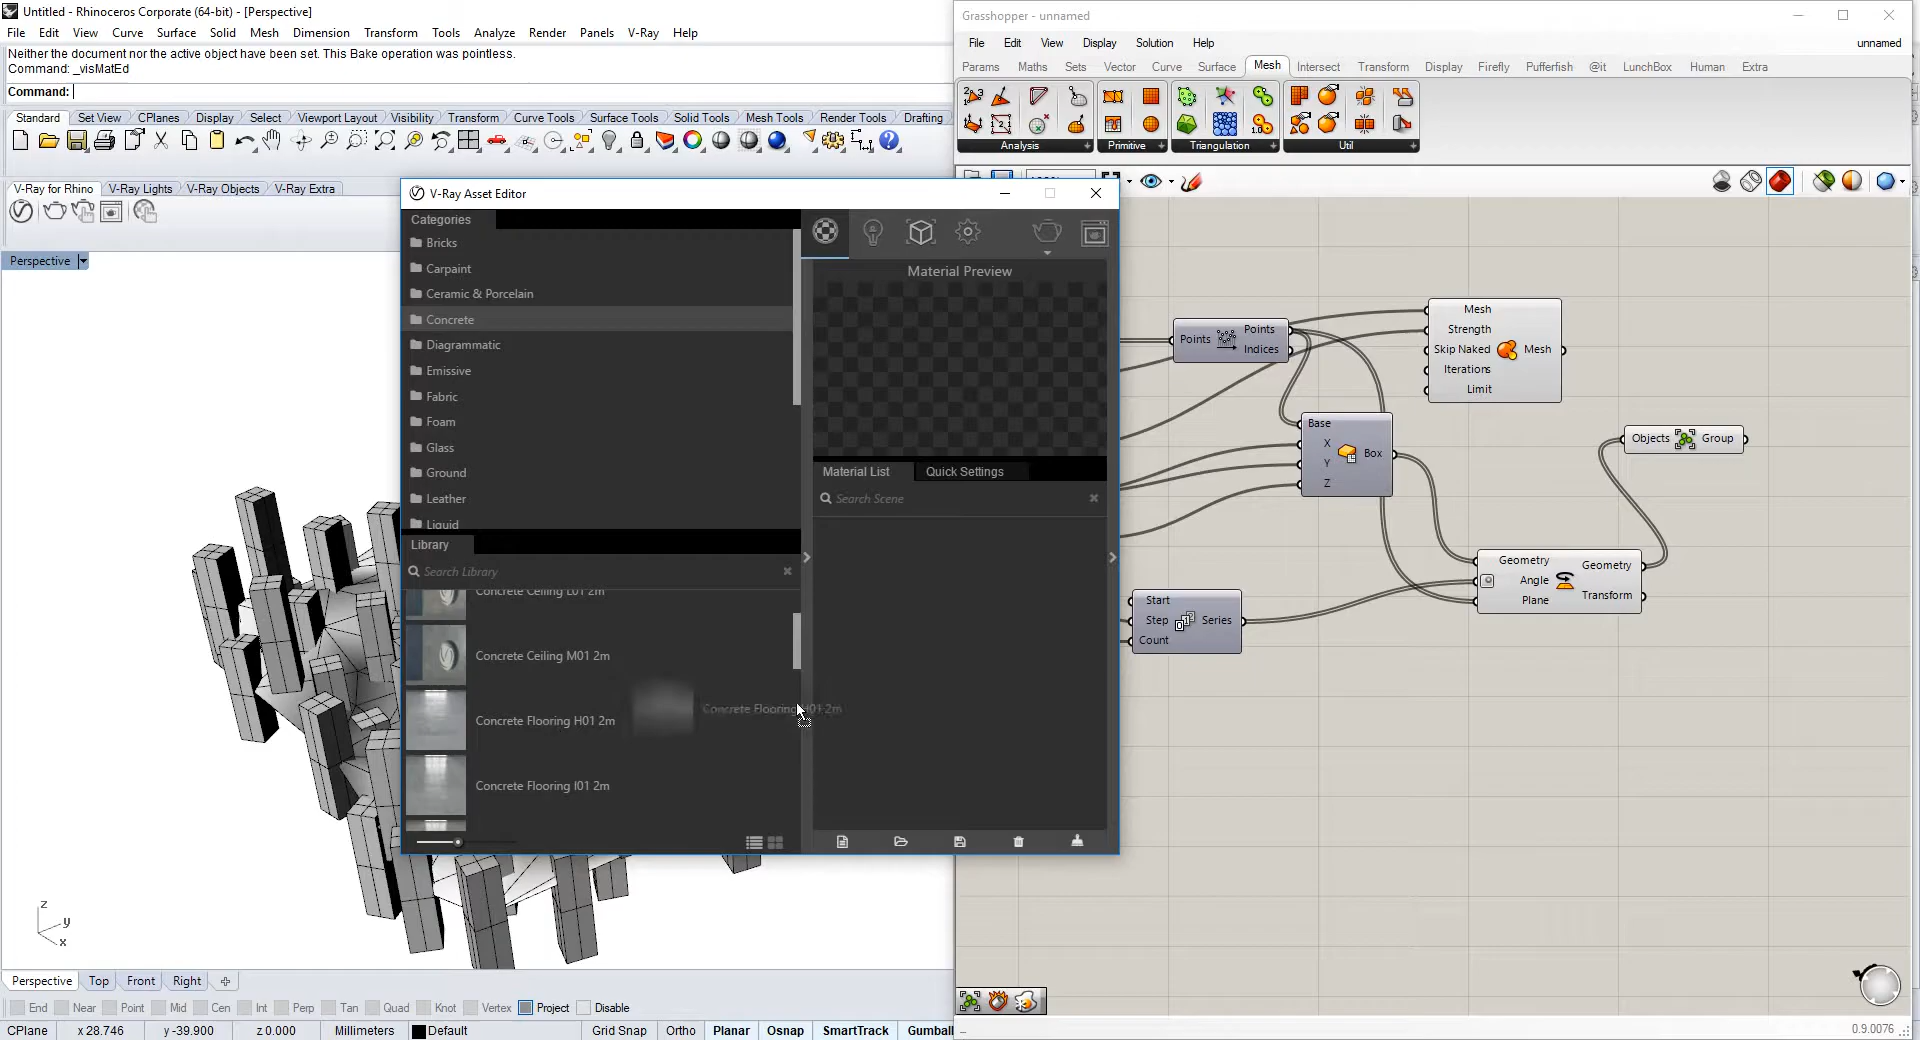 Untitled - Rhinoceros Corporate (64-bit) - [Perspective]
File Edit View Curve Surface Solid Mesh Dimension Transform Tools Analyze Render Panels V-Ray Help
Neither the document nor the active object have been set. This Bake operation was pointless.
Command: _visMatEd
Command:
Standard Set View CPlanes Display Select Viewport Layout Visibility Transform Curve Tools Surface Tools Solid Tools Mesh Tools Render Tools Drafting
V-Ray for Rhino V-Ray Lights V-Ray Objects V-Ray Extra
Perspective
V-Ray Asset Editor
Categories
Bricks
Carpaint
Ceramic & Porcelain
Concrete
Diagrammatic
Emissive
Fabric
Foam
Glass
Ground
Leather
Liquid
Library
Search Library
Concrete Ceiling L01 2m
Concrete Ceiling M01 2m
Concrete Flooring H01 2m
Concrete Flooring H01 2m
Concrete Flooring I01 2m
Material Preview
Material List Quick Settings
Search Scene
z
y
x
Perspective Top Front Right
End Near Point Mid Cen Int Perp Tan Quad Knot Vertex Project Disable
CPlane x 28.746 y -39.900 z 0.000 Millimeters Default Grid Snap Ortho Planar Osnap SmartTrack Gumball
Grasshopper - unnamed
File Edit View Display Solution Help unnamed
Params Maths Sets Vector Curve Surface Mesh Intersect Transform Display Firefly Pufferfish @it LunchBox Human Extra
Analysis Primitive Triangulation Util
Points Points
Indices
Mesh
Strength
Skip Naked Mesh
Iterations
Limit
Base
X
Y Box
Z
Objects Group
Geometry Geometry
Angle
Plane Transform
Start
Step Series
Count
0.9.0076